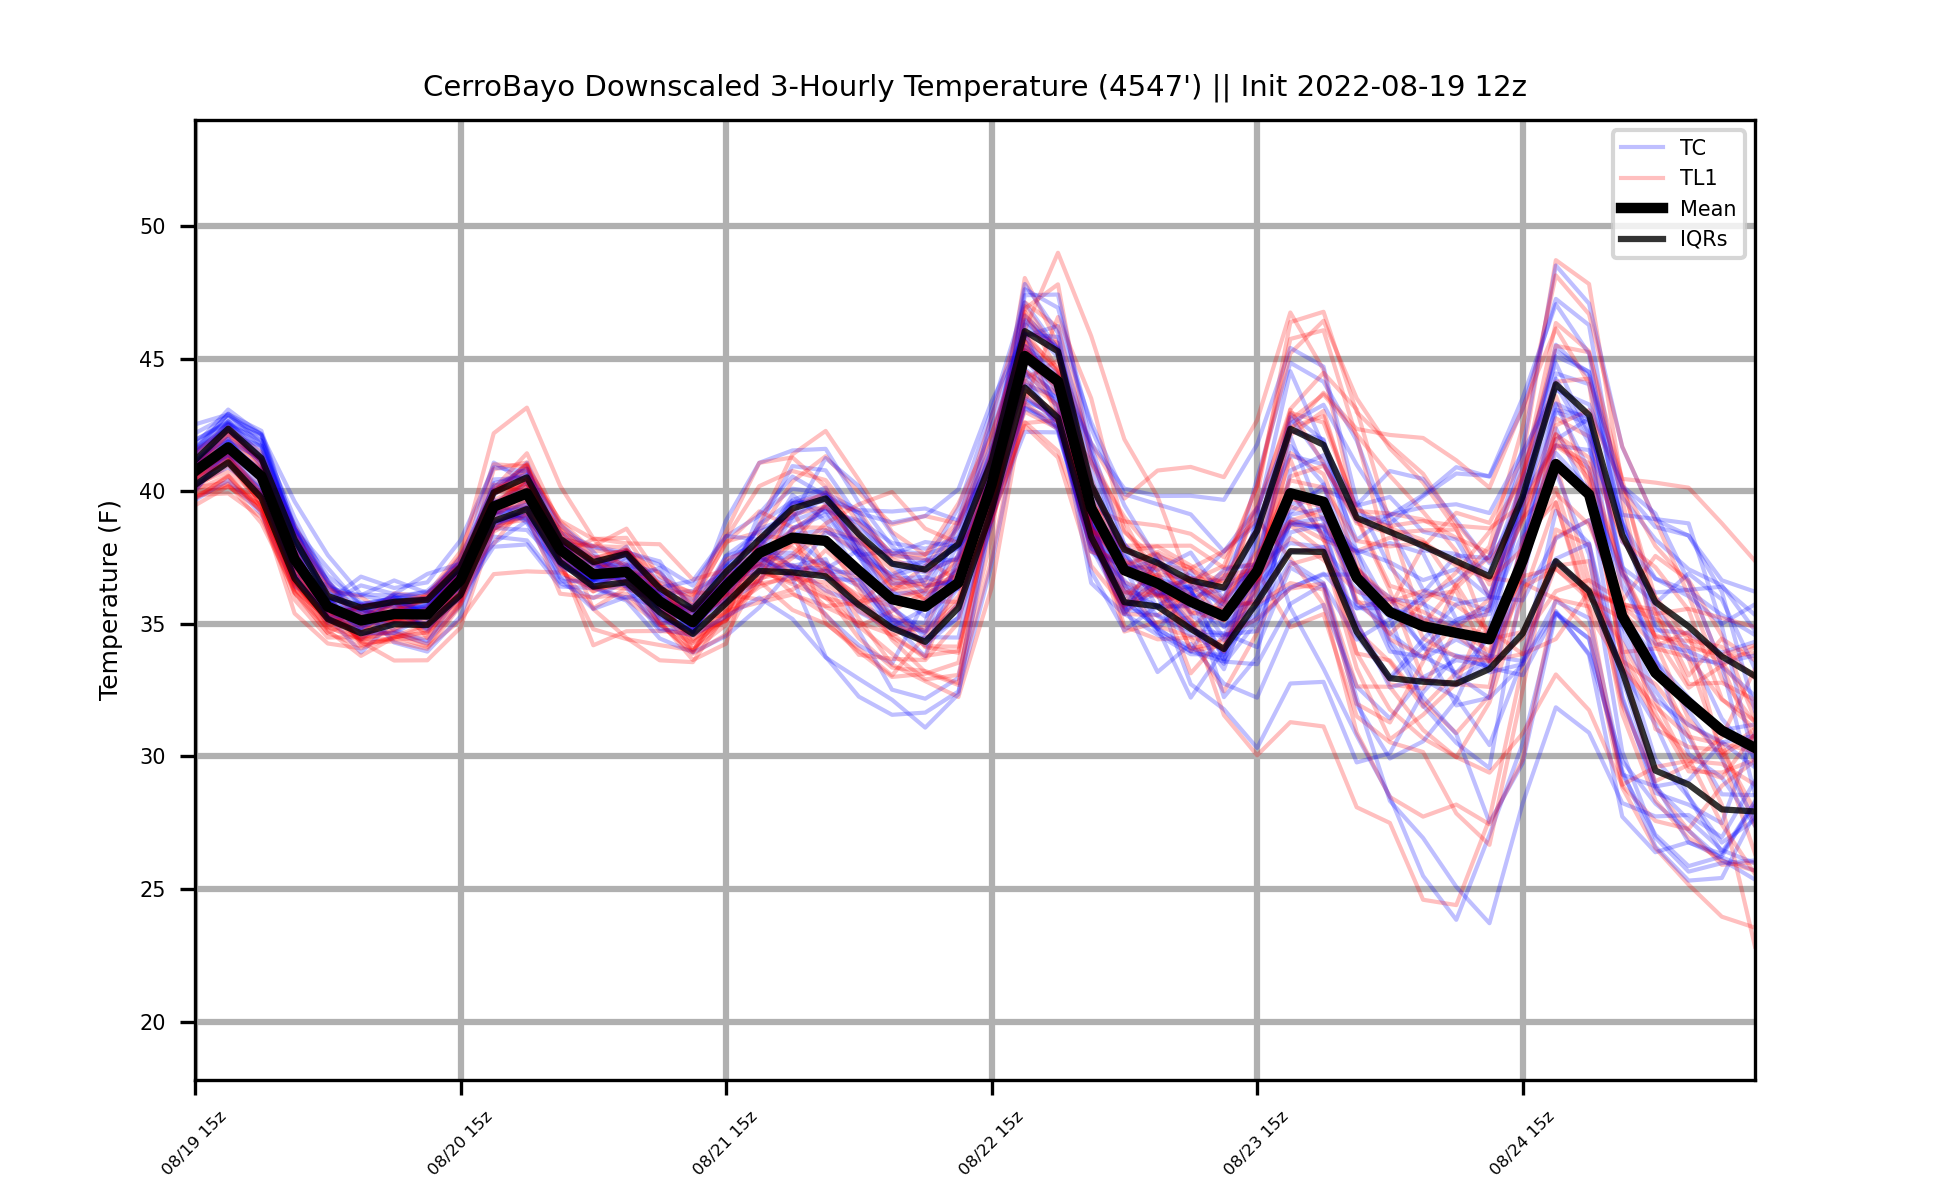 CerroBayo Downscaled 3-Hourly Temperature (4547') || Init 2022-08-19 12z
TC
TL1
Mean
IQRs
Temperature (F)
50
45
40
35
30
25
20
08/19 15z
08/20 15z
08/21 15z
08/22 15z
08/23 15z
08/24 15z